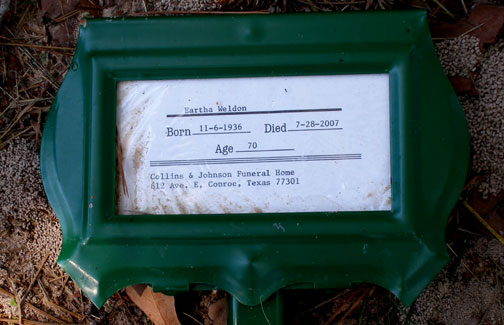 Eartha Weldon
Born 11-6-1936 Died 7-28-2007
Age 70
Collins & Johnson Funeral Home
612 Ave. E, Conroe, Texas 77301